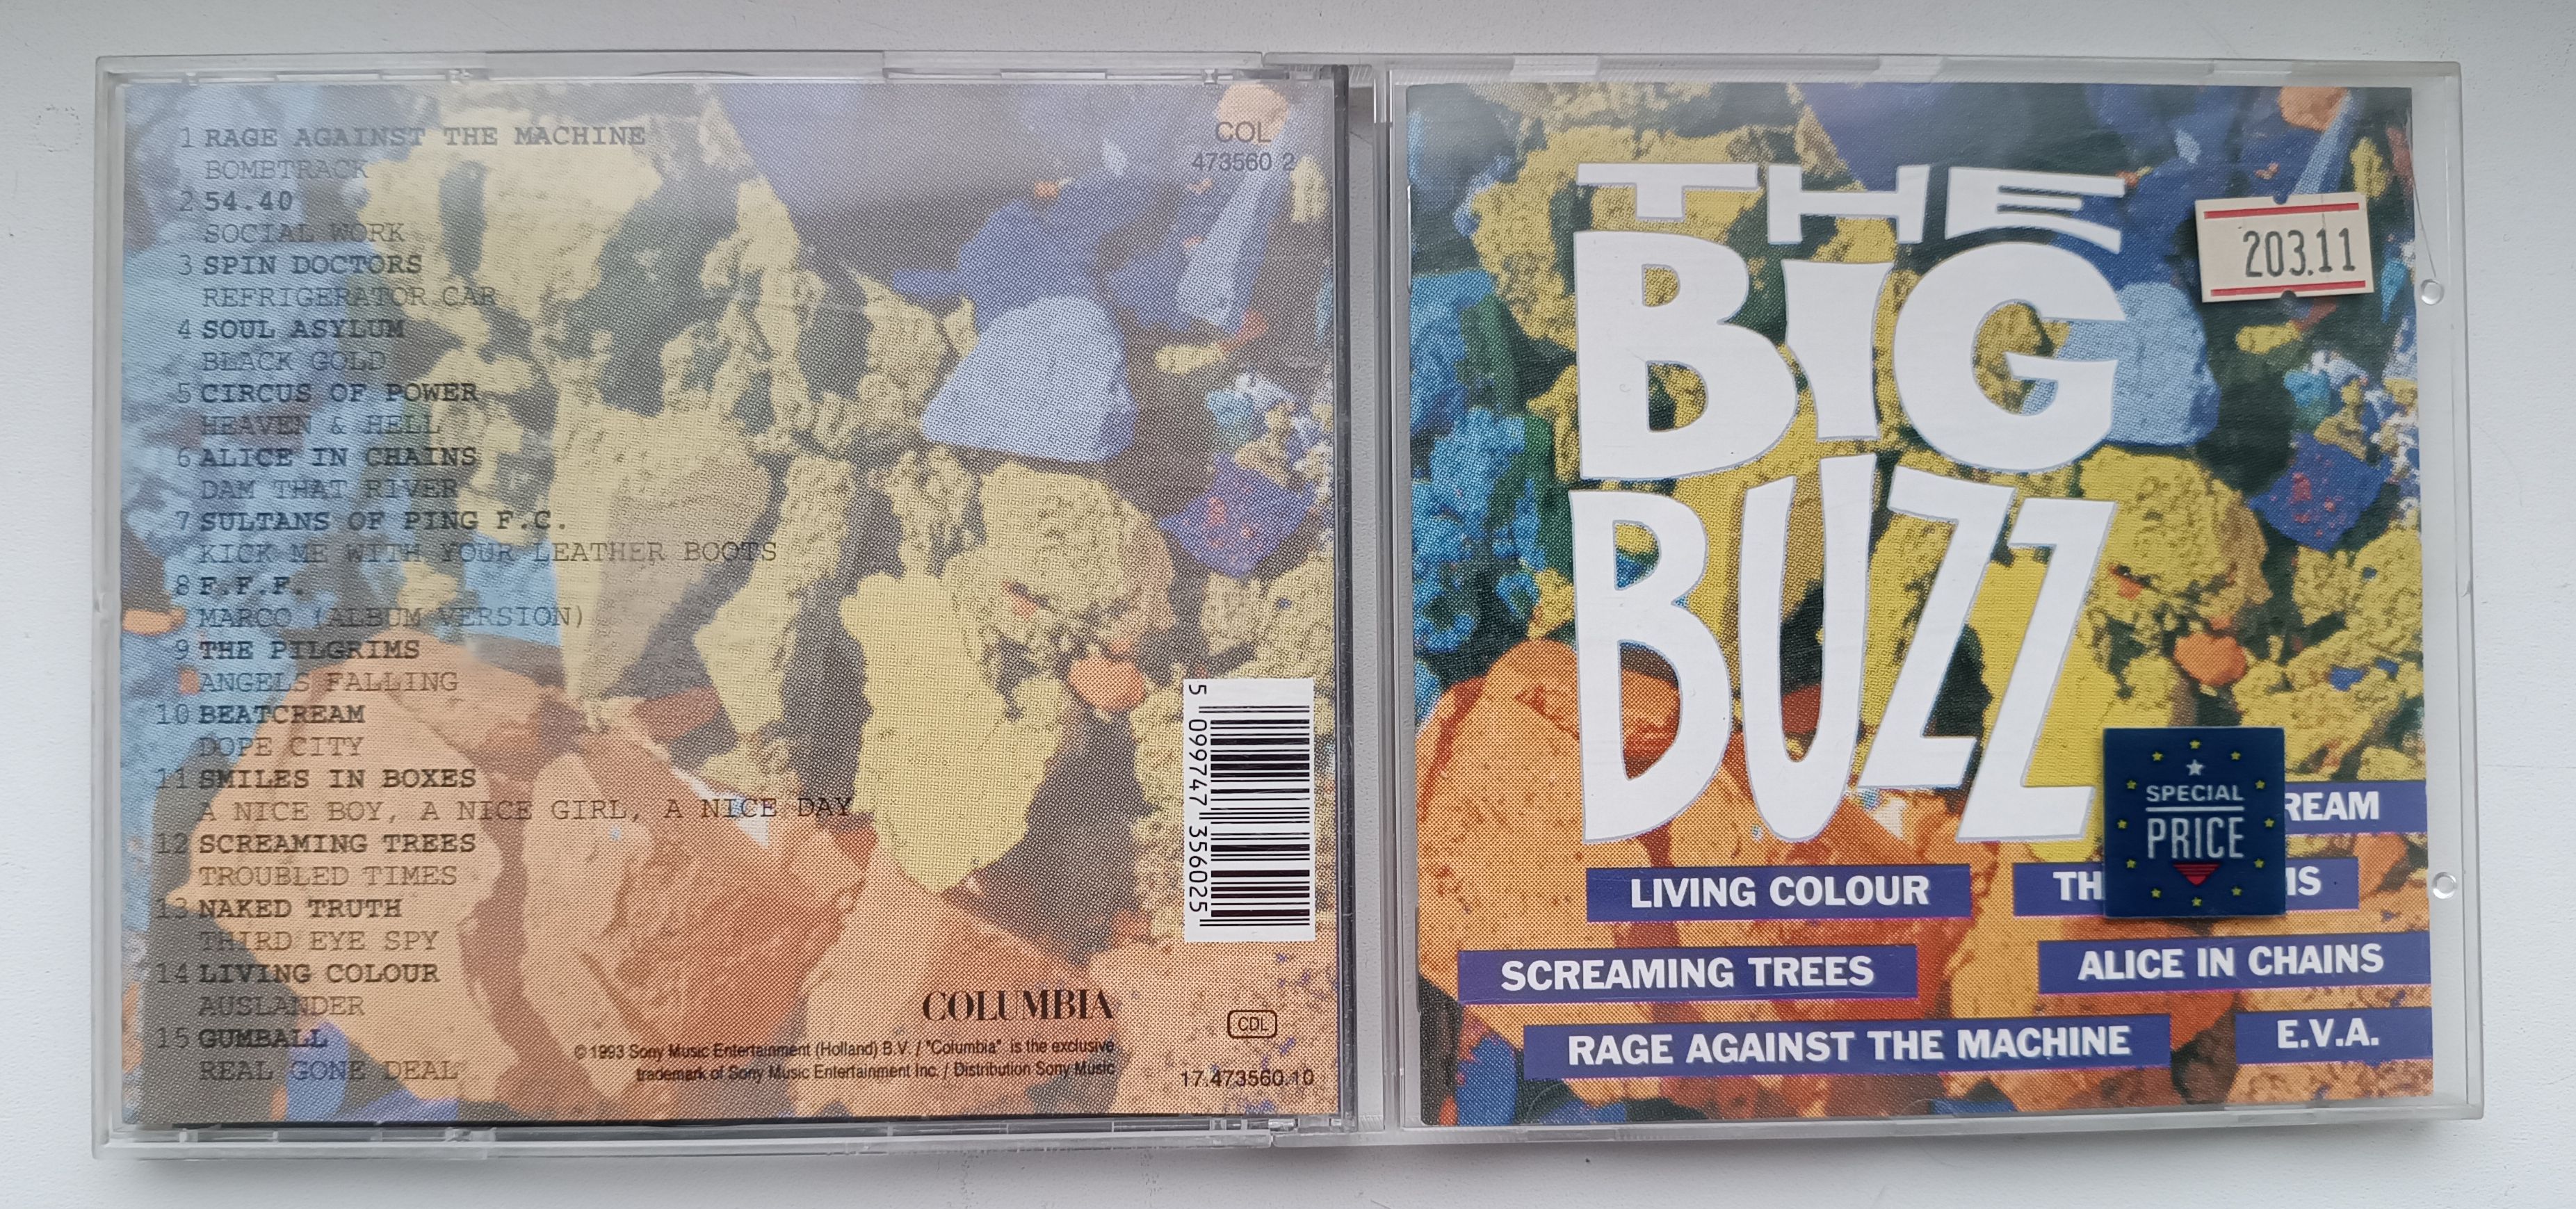 1 RAGE AGAINST THE MACHINE
BOMBTRACK
2 54.40
SOCIAL WORK
3 SPIN DOCTORS
REFRIGERATOR CAR
4 SOUL ASYLUM
BLACK GOLD
5 CIRCUS OF POWER
HEAVEN & HELL
6 ALICE IN CHAINS
DAM THAT RIVER
7 SULTANS OF PING F.C.
KICK ME WITH YOUR LEATHER BOOTS
8 F.F.F.
MARCO (ALBUM VERSION)
9 THE PILGRIMS
ANGELS FALLING
10 BEATCREAM
DOPE CITY
11 SMILES IN BOXES
A NICE BOY, A NICE GIRL, A NICE DAY
12 SCREAMING TREES
TROUBLED TIMES
13 NAKED TRUTH
THIRD EYE SPY
14 LIVING COLOUR
AUSLANDER
15 GUMBALL
REAL GONE DEAL
COL
473560 2
5 099747 356025
COLUMBIA
CDL
© 1993 Sony Music Entertainment (Holland) B.V. / "Columbia" is the exclusive
trademark of Sony Music Entertainment Inc. / Distribution Sony Music
17.473560.10
THE
BIG
BUZZ
203.11
SPECIAL
PRICE
REAM
LIVING COLOUR
TH IS
SCREAMING TREES
ALICE IN CHAINS
RAGE AGAINST THE MACHINE
E.V.A.